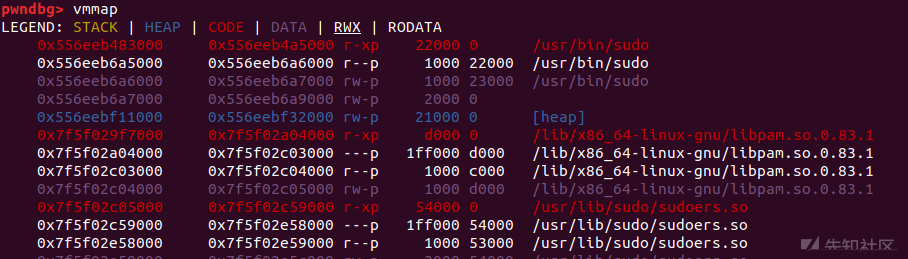 pwndbg> vmmap
LEGEND: STACK | HEAP | CODE | DATA | RWX | RODATA
0x556eeb483000 0x556eeb4a5000 r-xp 22000 0 /usr/bin/sudo
0x556eeb6a5000 0x556eeb6a6000 r--p 1000 22000 /usr/bin/sudo
0x556eeb6a6000 0x556eeb6a7000 rw-p 1000 23000 /usr/bin/sudo
0x556eeb6a7000 0x556eeb6a9000 rw-p 2000 0
0x556eebf11000 0x556eebf32000 rw-p 21000 0 [heap]
0x7f5f029f7000 0x7f5f02a04000 r-xp d000 0 /lib/x86_64-linux-gnu/libpam.so.0.83.1
0x7f5f02a04000 0x7f5f02c03000 ---p 1ff000 d000 /lib/x86_64-linux-gnu/libpam.so.0.83.1
0x7f5f02c03000 0x7f5f02c04000 r--p 1000 c000 /lib/x86_64-linux-gnu/libpam.so.0.83.1
0x7f5f02c04000 0x7f5f02c05000 rw-p 1000 d000 /lib/x86_64-linux-gnu/libpam.so.0.83.1
0x7f5f02c05000 0x7f5f02c59000 r-xp 54000 0 /usr/lib/sudo/sudoers.so
0x7f5f02c59000 0x7f5f02e58000 ---p 1ff000 54000 /usr/lib/sudo/sudoers.so
0x7f5f02e58000 0x7f5f02e59000 r--p 1000 53000 /usr/lib/sudo/sudoers.so
先知社区